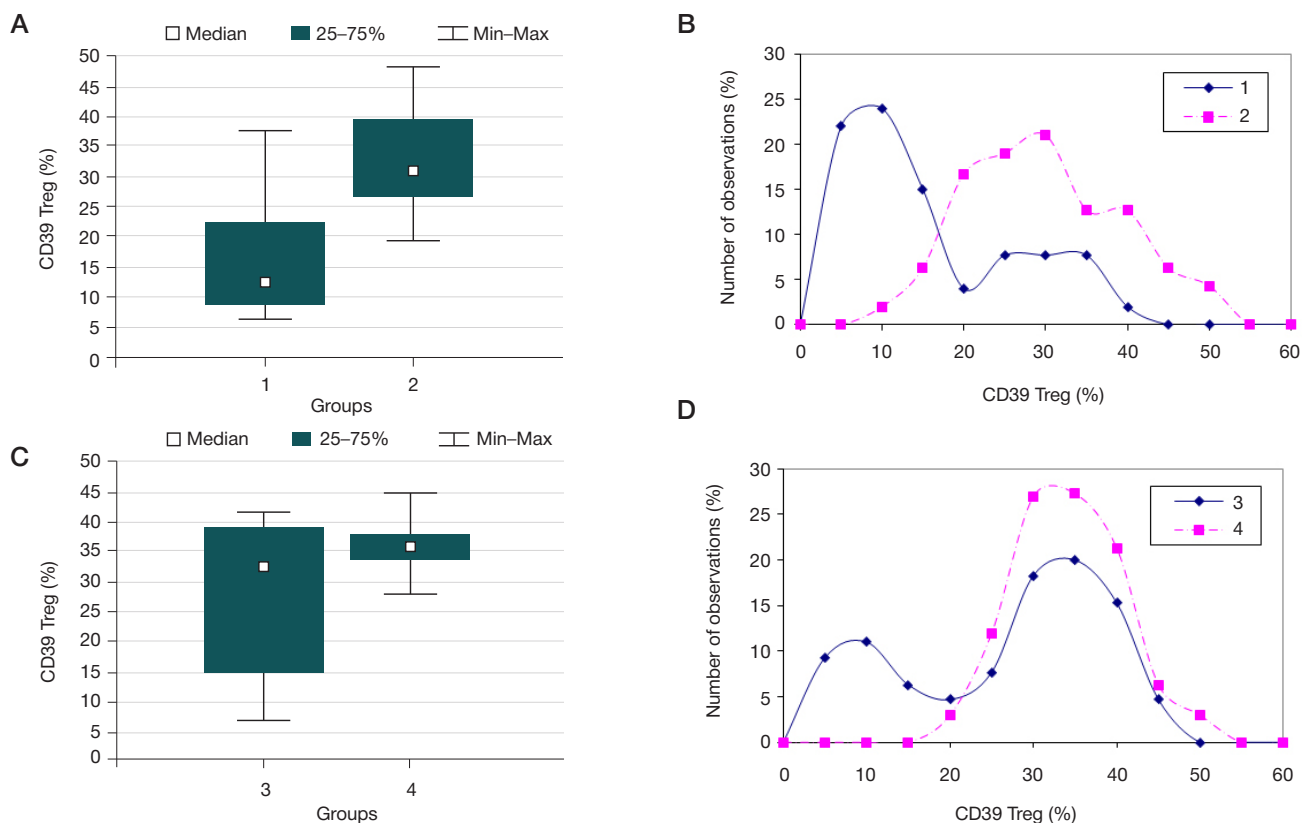 A
Median 25–75% Min–Max
CD39 Treg (%)
50
45
40
35
30
25
20
15
10
5
0
1 2
Groups
B
Number of observations (%)
30
25
20
15
10
5
0
1
2
0 10 20 30 40 50 60
CD39 Treg (%)
C
Median 25–75% Min–Max
CD39 Treg (%)
50
45
40
35
30
25
20
15
10
5
0
3 4
Groups
D
Number of observations (%)
30
25
20
15
10
5
0
3
4
0 10 20 30 40 50 60
CD39 Treg (%)